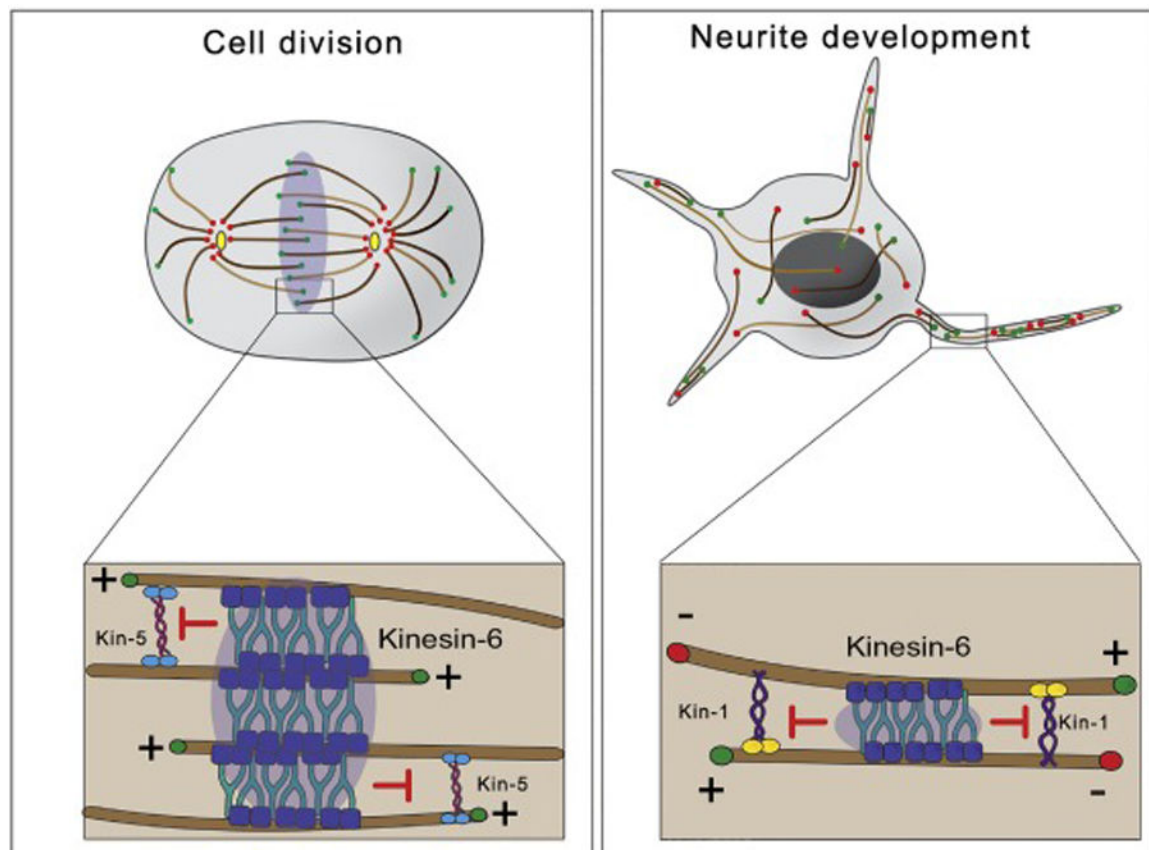 Cell division
+
Kin-5
Kinesin-6
+
+
Kin-5
+
Neurite development
-
Kinesin-6
+
Kin-1
Kin-1
+
-